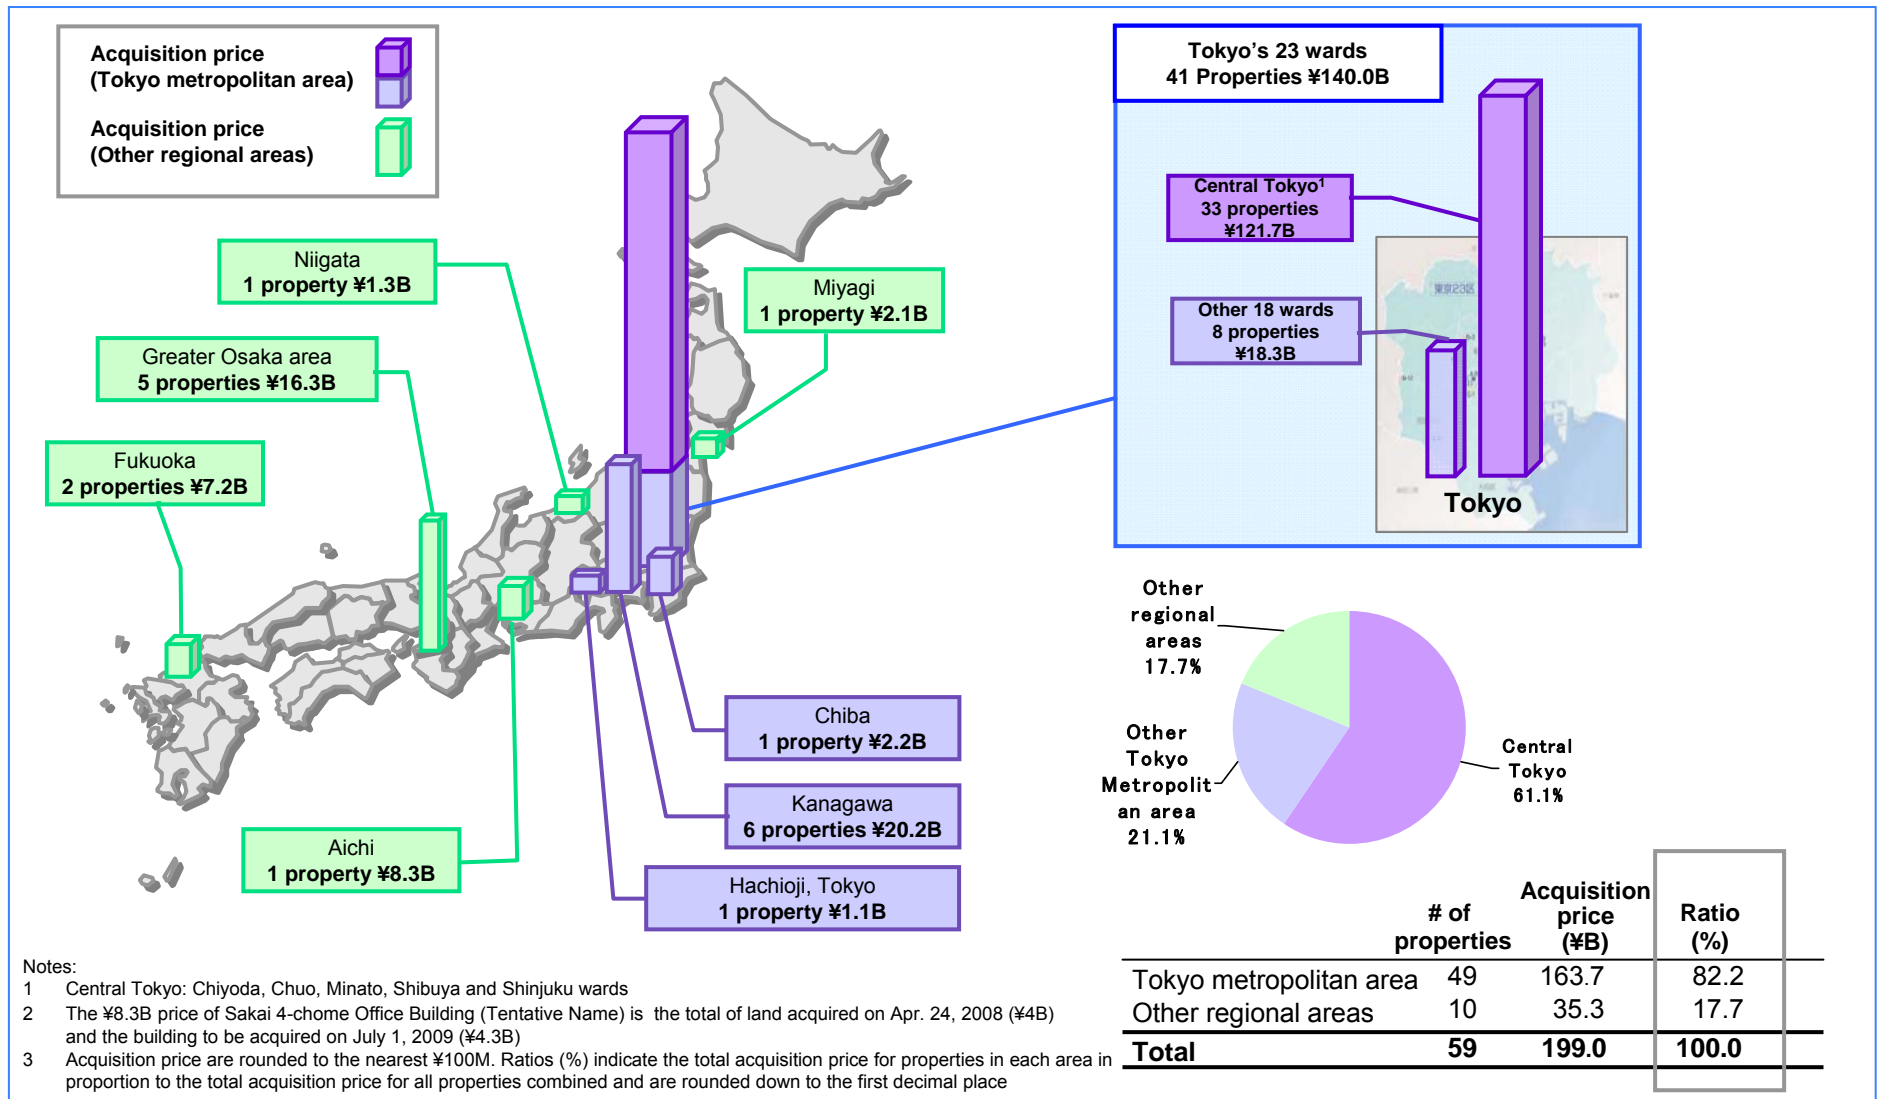 Acquisition price
(Tokyo metropolitan area)
Acquisition price
(Other regional areas)
Tokyo’s 23 wards
41 Properties ¥140.0B
Central Tokyo¹
33 properties
¥121.7B
Other 18 wards
8 properties
¥18.3B
東京23区
Tokyo
Niigata
1 property ¥1.3B
Miyagi
1 property ¥2.1B
Greater Osaka area
5 properties ¥16.3B
Fukuoka
2 properties ¥7.2B
Chiba
1 property ¥2.2B
Kanagawa
6 properties ¥20.2B
Aichi
1 property ¥8.3B
Hachioji, Tokyo
1 property ¥1.1B
Other
regional
areas
17.7%
Other
Tokyo
Metropolit
an area
21.1%
Central
Tokyo
61.1%
# of properties Acquisition price (¥B) Ratio (%)
Tokyo metropolitan area 49 163.7 82.2
Other regional areas 10 35.3 17.7
Total 59 199.0 100.0
Notes:
1 Central Tokyo: Chiyoda, Chuo, Minato, Shibuya and Shinjuku wards
2 The ¥8.3B price of Sakai 4-chome Office Building (Tentative Name) is the total of land acquired on Apr. 24, 2008 (¥4B)
and the building to be acquired on July 1, 2009 (¥4.3B)
3 Acquisition price are rounded to the nearest ¥100M. Ratios (%) indicate the total acquisition price for properties in each area in
proportion to the total acquisition price for all properties combined and are rounded down to the first decimal place